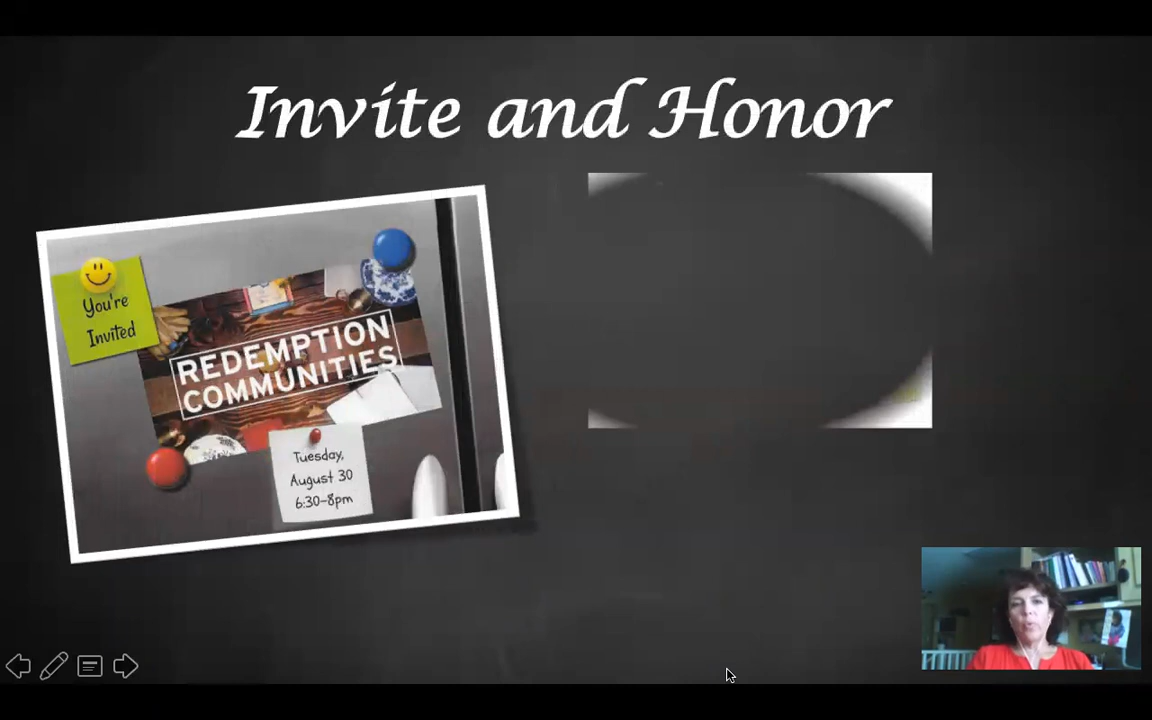 Invite and Honor
You're
Invited
REDEMPTION
COMMUNITIES
Tuesday,
August 30
6:30-8pm